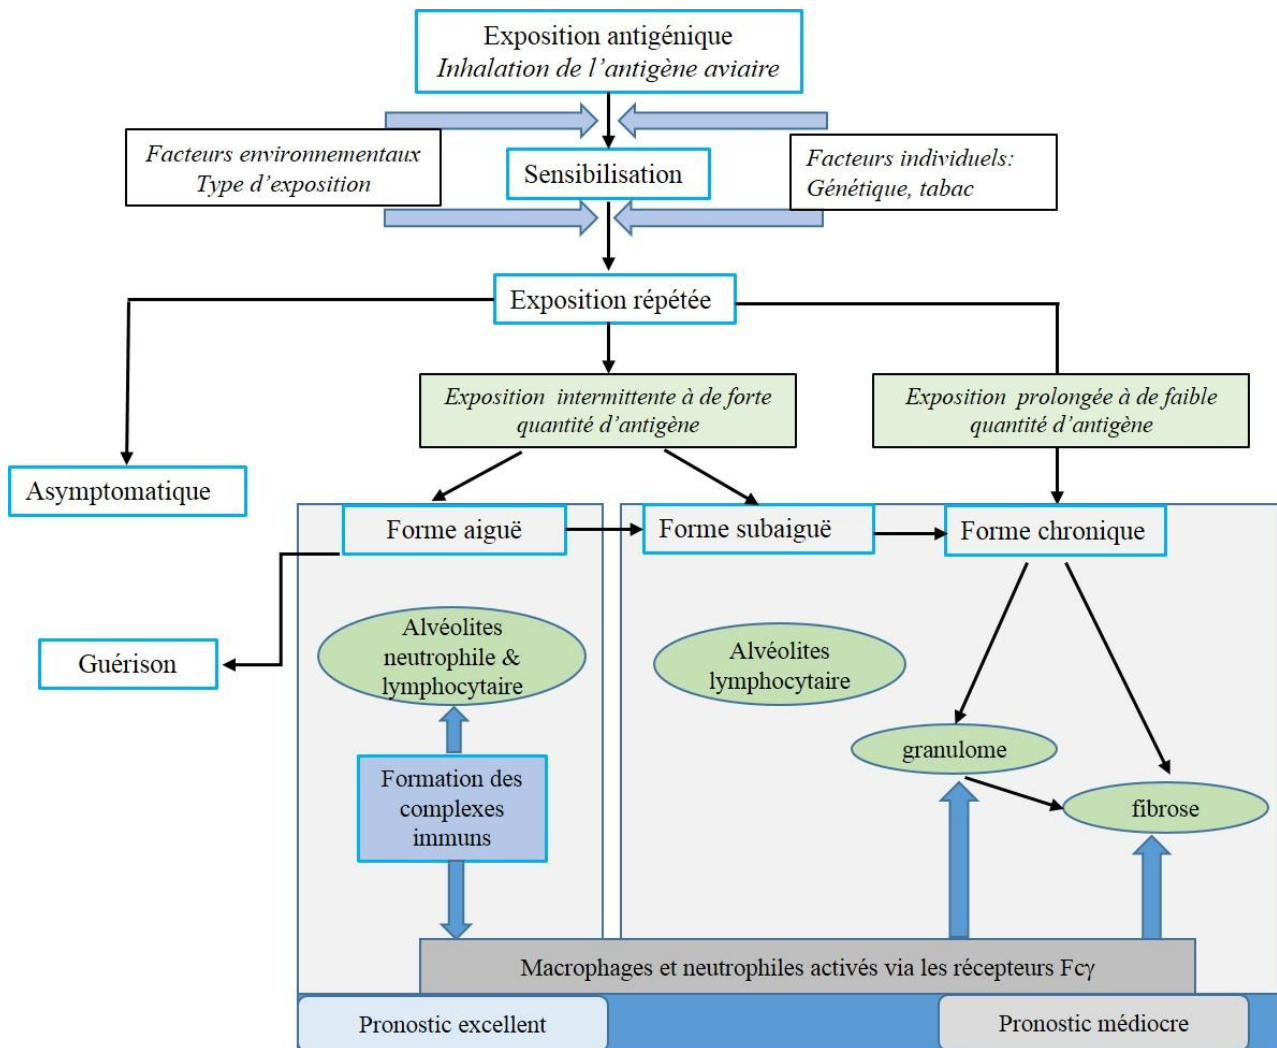 Exposition antigénique
Inhalation de l’antigène aviaire
Facteurs environnementaux
Type d’exposition
Sensibilisation
Facteurs individuels:
Génétique, tabac
Exposition répétée
Exposition intermittente à de forte
quantité d’antigène
Exposition prolongée à de faible
quantité d’antigène
Asymptomatique
Forme aiguë
Forme subaiguë
Forme chronique
Guérison
Alvéolites
neutrophile &
lymphocytaire
Alvéolites
lymphocytaire
granulome
Formation des
complexes
immuns
fibrose
Macrophages et neutrophiles activés via les récepteurs Fcγ
Pronostic excellent
Pronostic médiocre